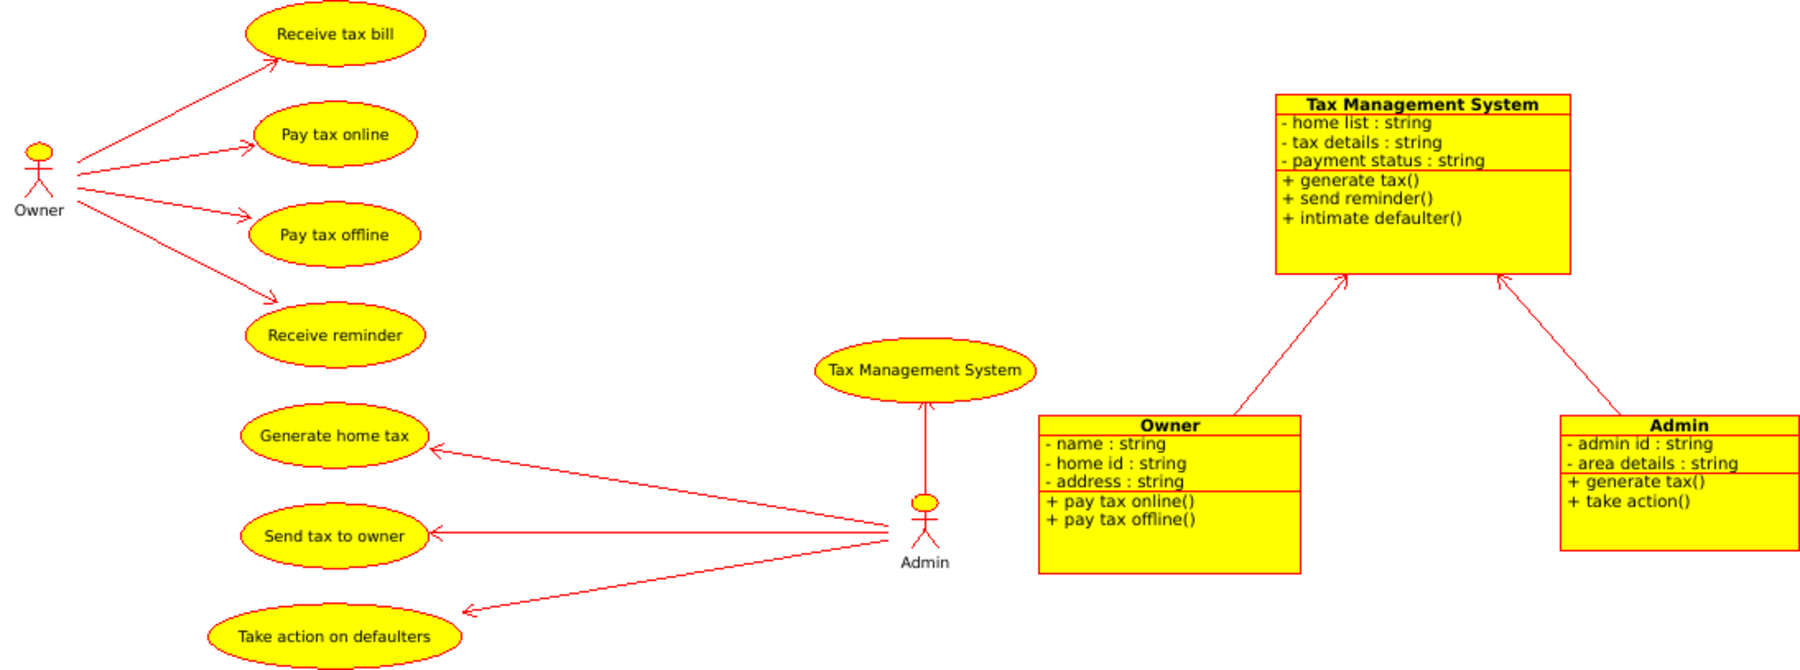 Receive tax bill
Pay tax online
Owner
Pay tax offline
Receive reminder
Generate home tax
Send tax to owner
Take action on defaulters
Tax Management System
Admin
Tax Management System
- home list : string
- tax details : string
- payment status : string
+ generate tax()
+ send reminder()
+ intimate defaulter()
Owner
- name : string
- home id : string
- address : string
+ pay tax online()
+ pay tax offline()
Admin
- admin id : string
- area details : string
+ generate tax()
+ take action()